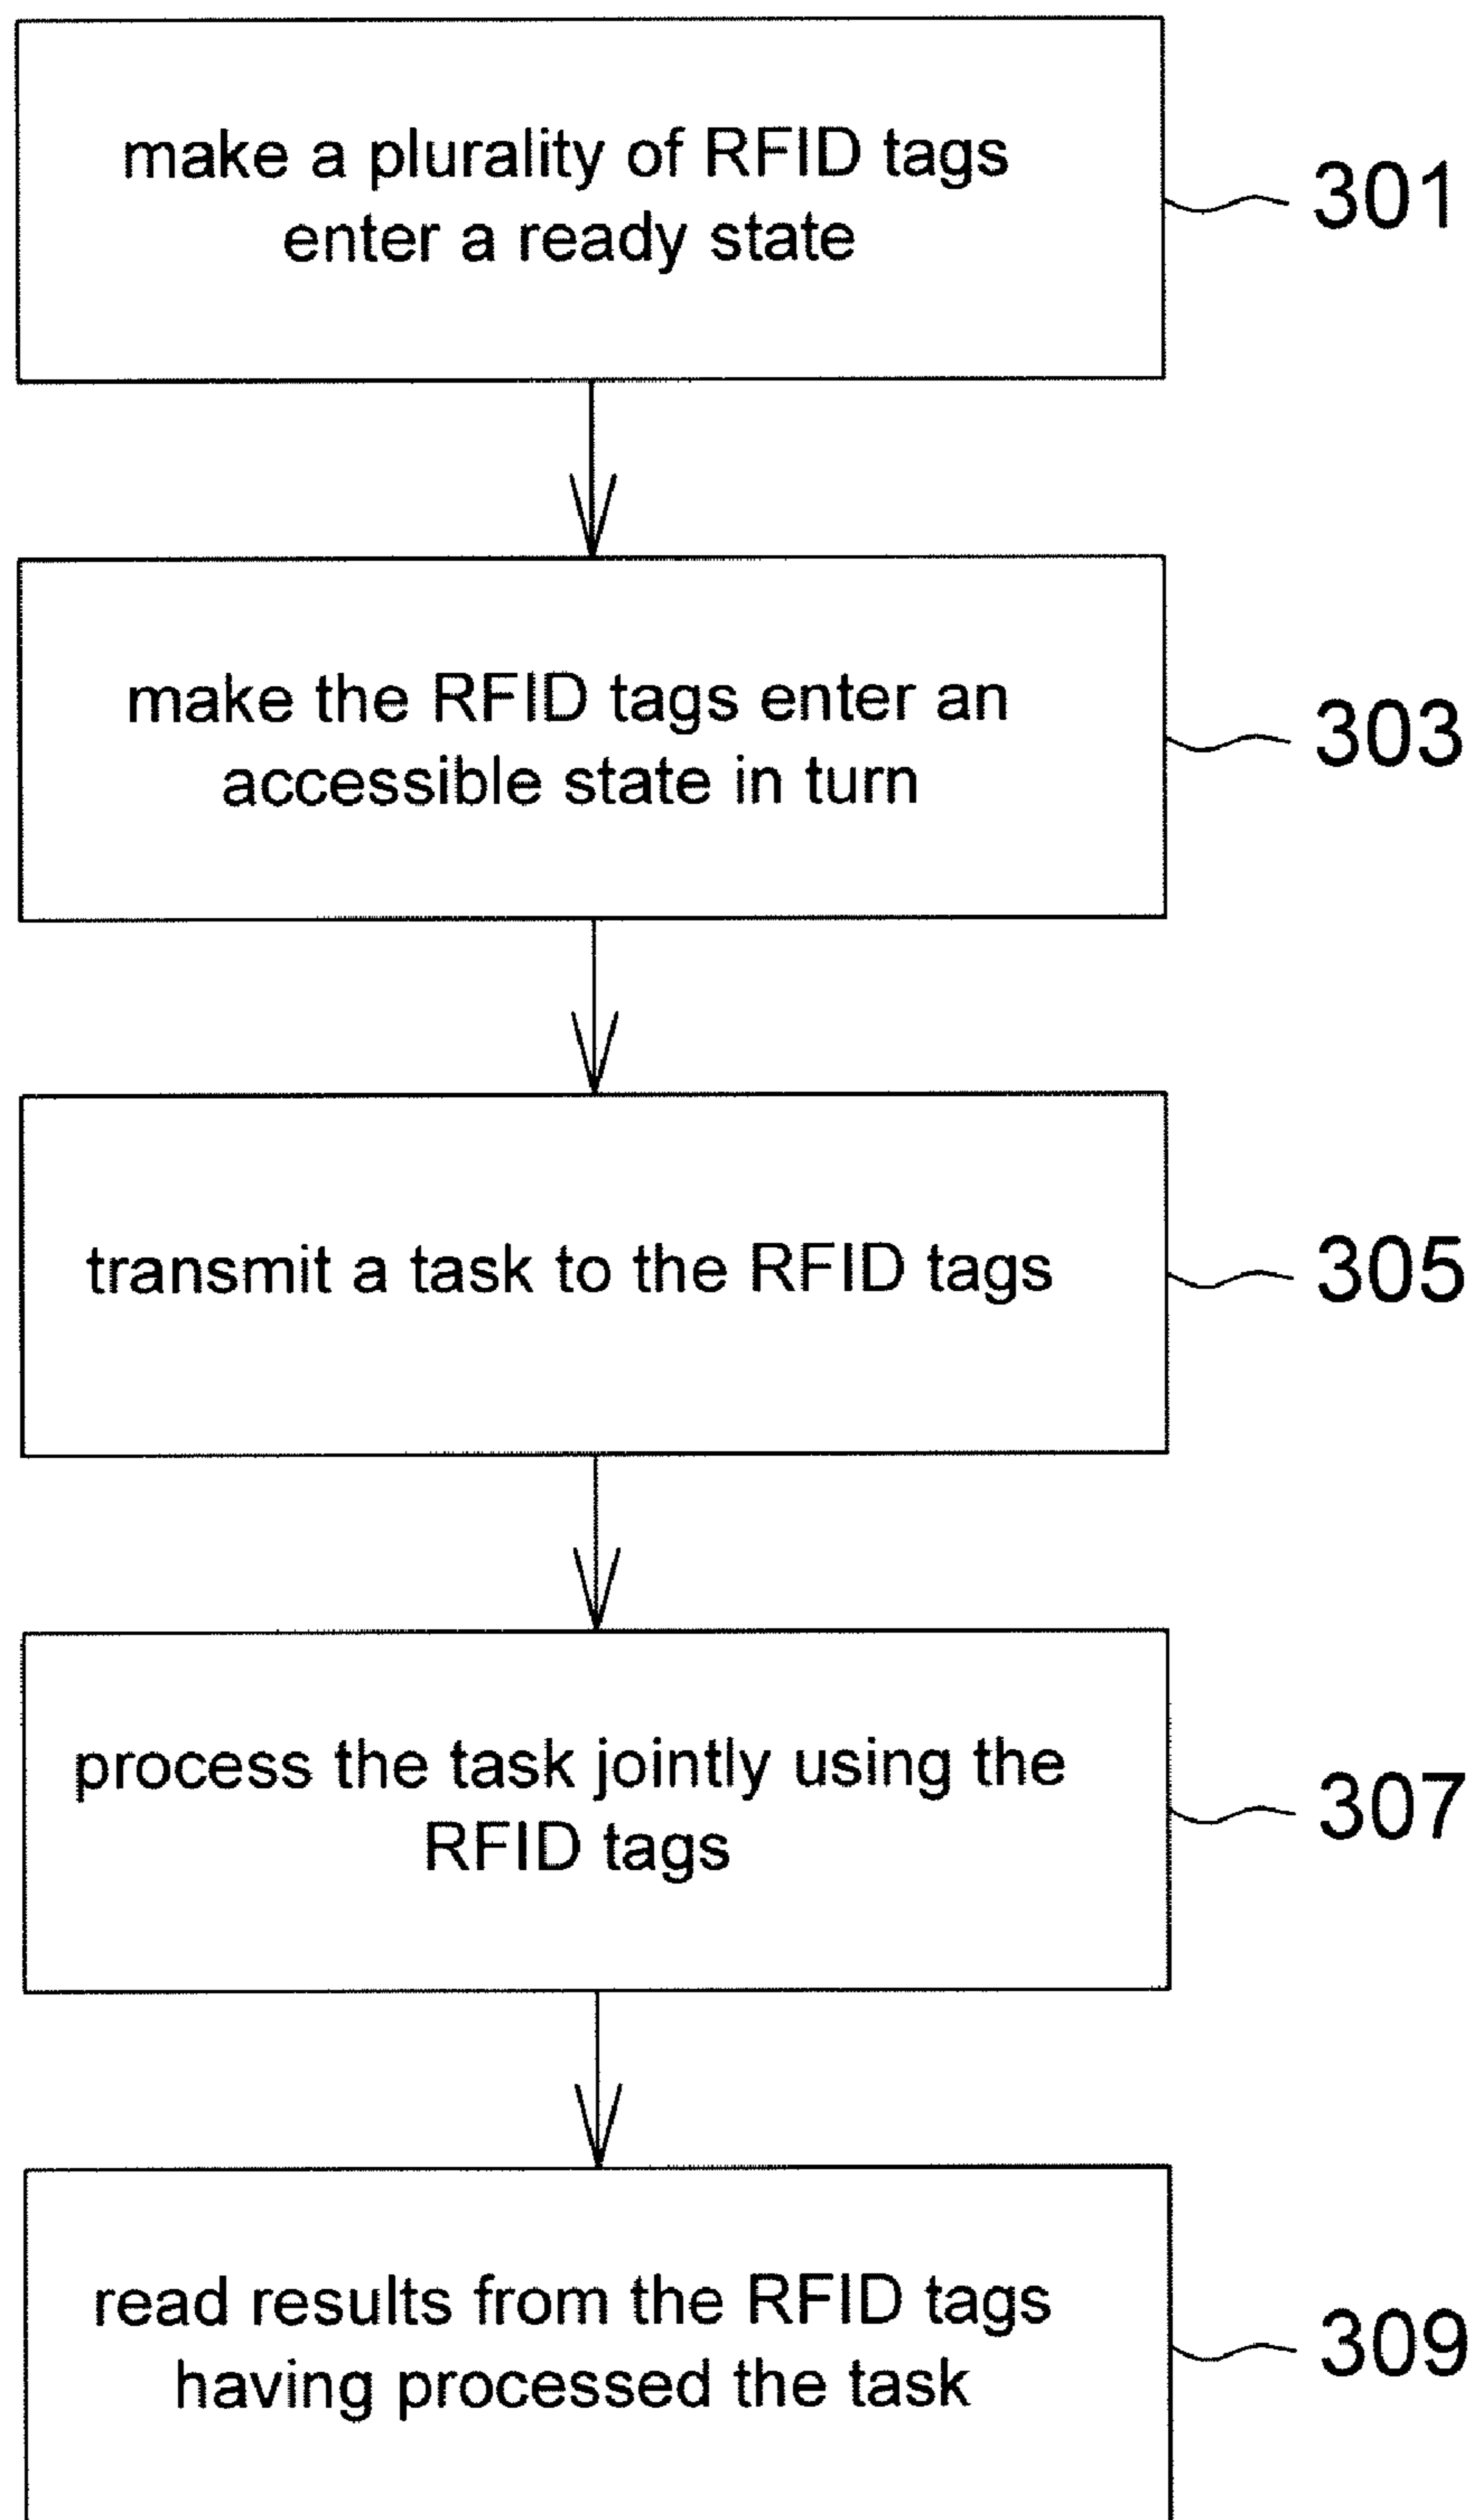 make a plurality of RFID tags
enter a ready state
301
make the RFID tags enter an
accessible state in turn
303
transmit a task to the RFID tags
305
process the task jointly using the
RFID tags
307
read results from the RFID tags
having processed the task
309